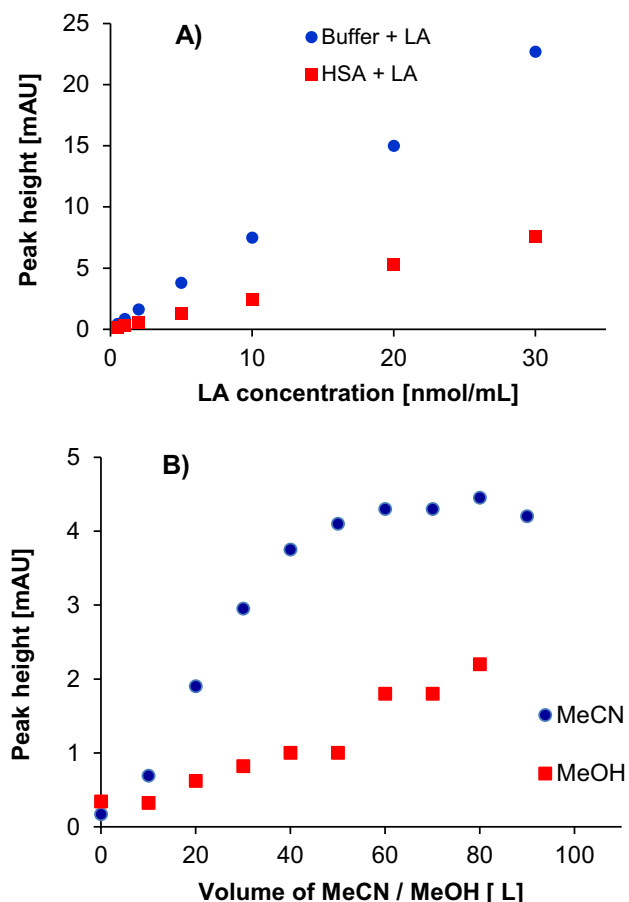 A)
Buffer + LA
HSA + LA
Peak height [mAU]
25
20
15
10
5
0
0 10 20 30
LA concentration [nmol/mL]
B)
Peak height [mAU]
5
4
3
2
1
0
MeCN
MeOH
0 20 40 60 80 100
Volume of MeCN / MeOH [ L]